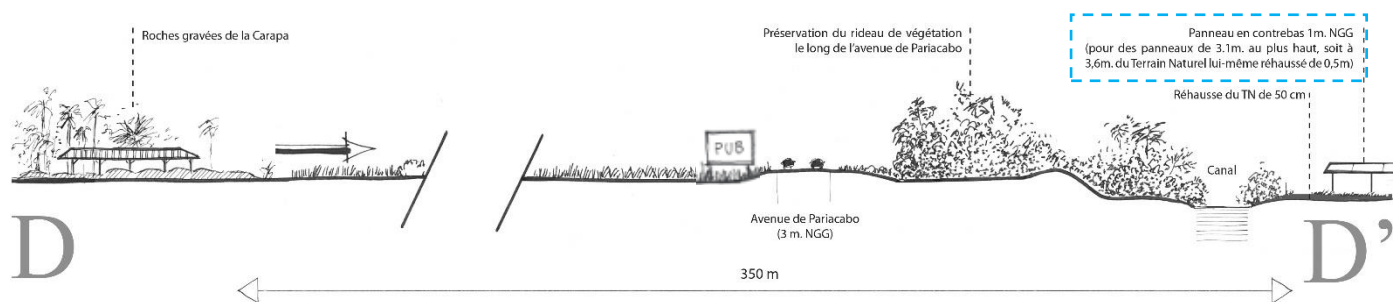 Roches gravées de la Carapa
Préservation du rideau de végétation
le long de l'avenue de Pariacabo
Panneau en contrebas 1m. NGG
(pour des panneaux de 3.1m. au plus haut, soit à
3,6m. du Terrain Naturel lui-même réhaussé de 0,5m)
Réhausse du TN de 50 cm
PUB
Canal
Avenue de Pariacabo
(3 m. NGG)
D
D'
350 m